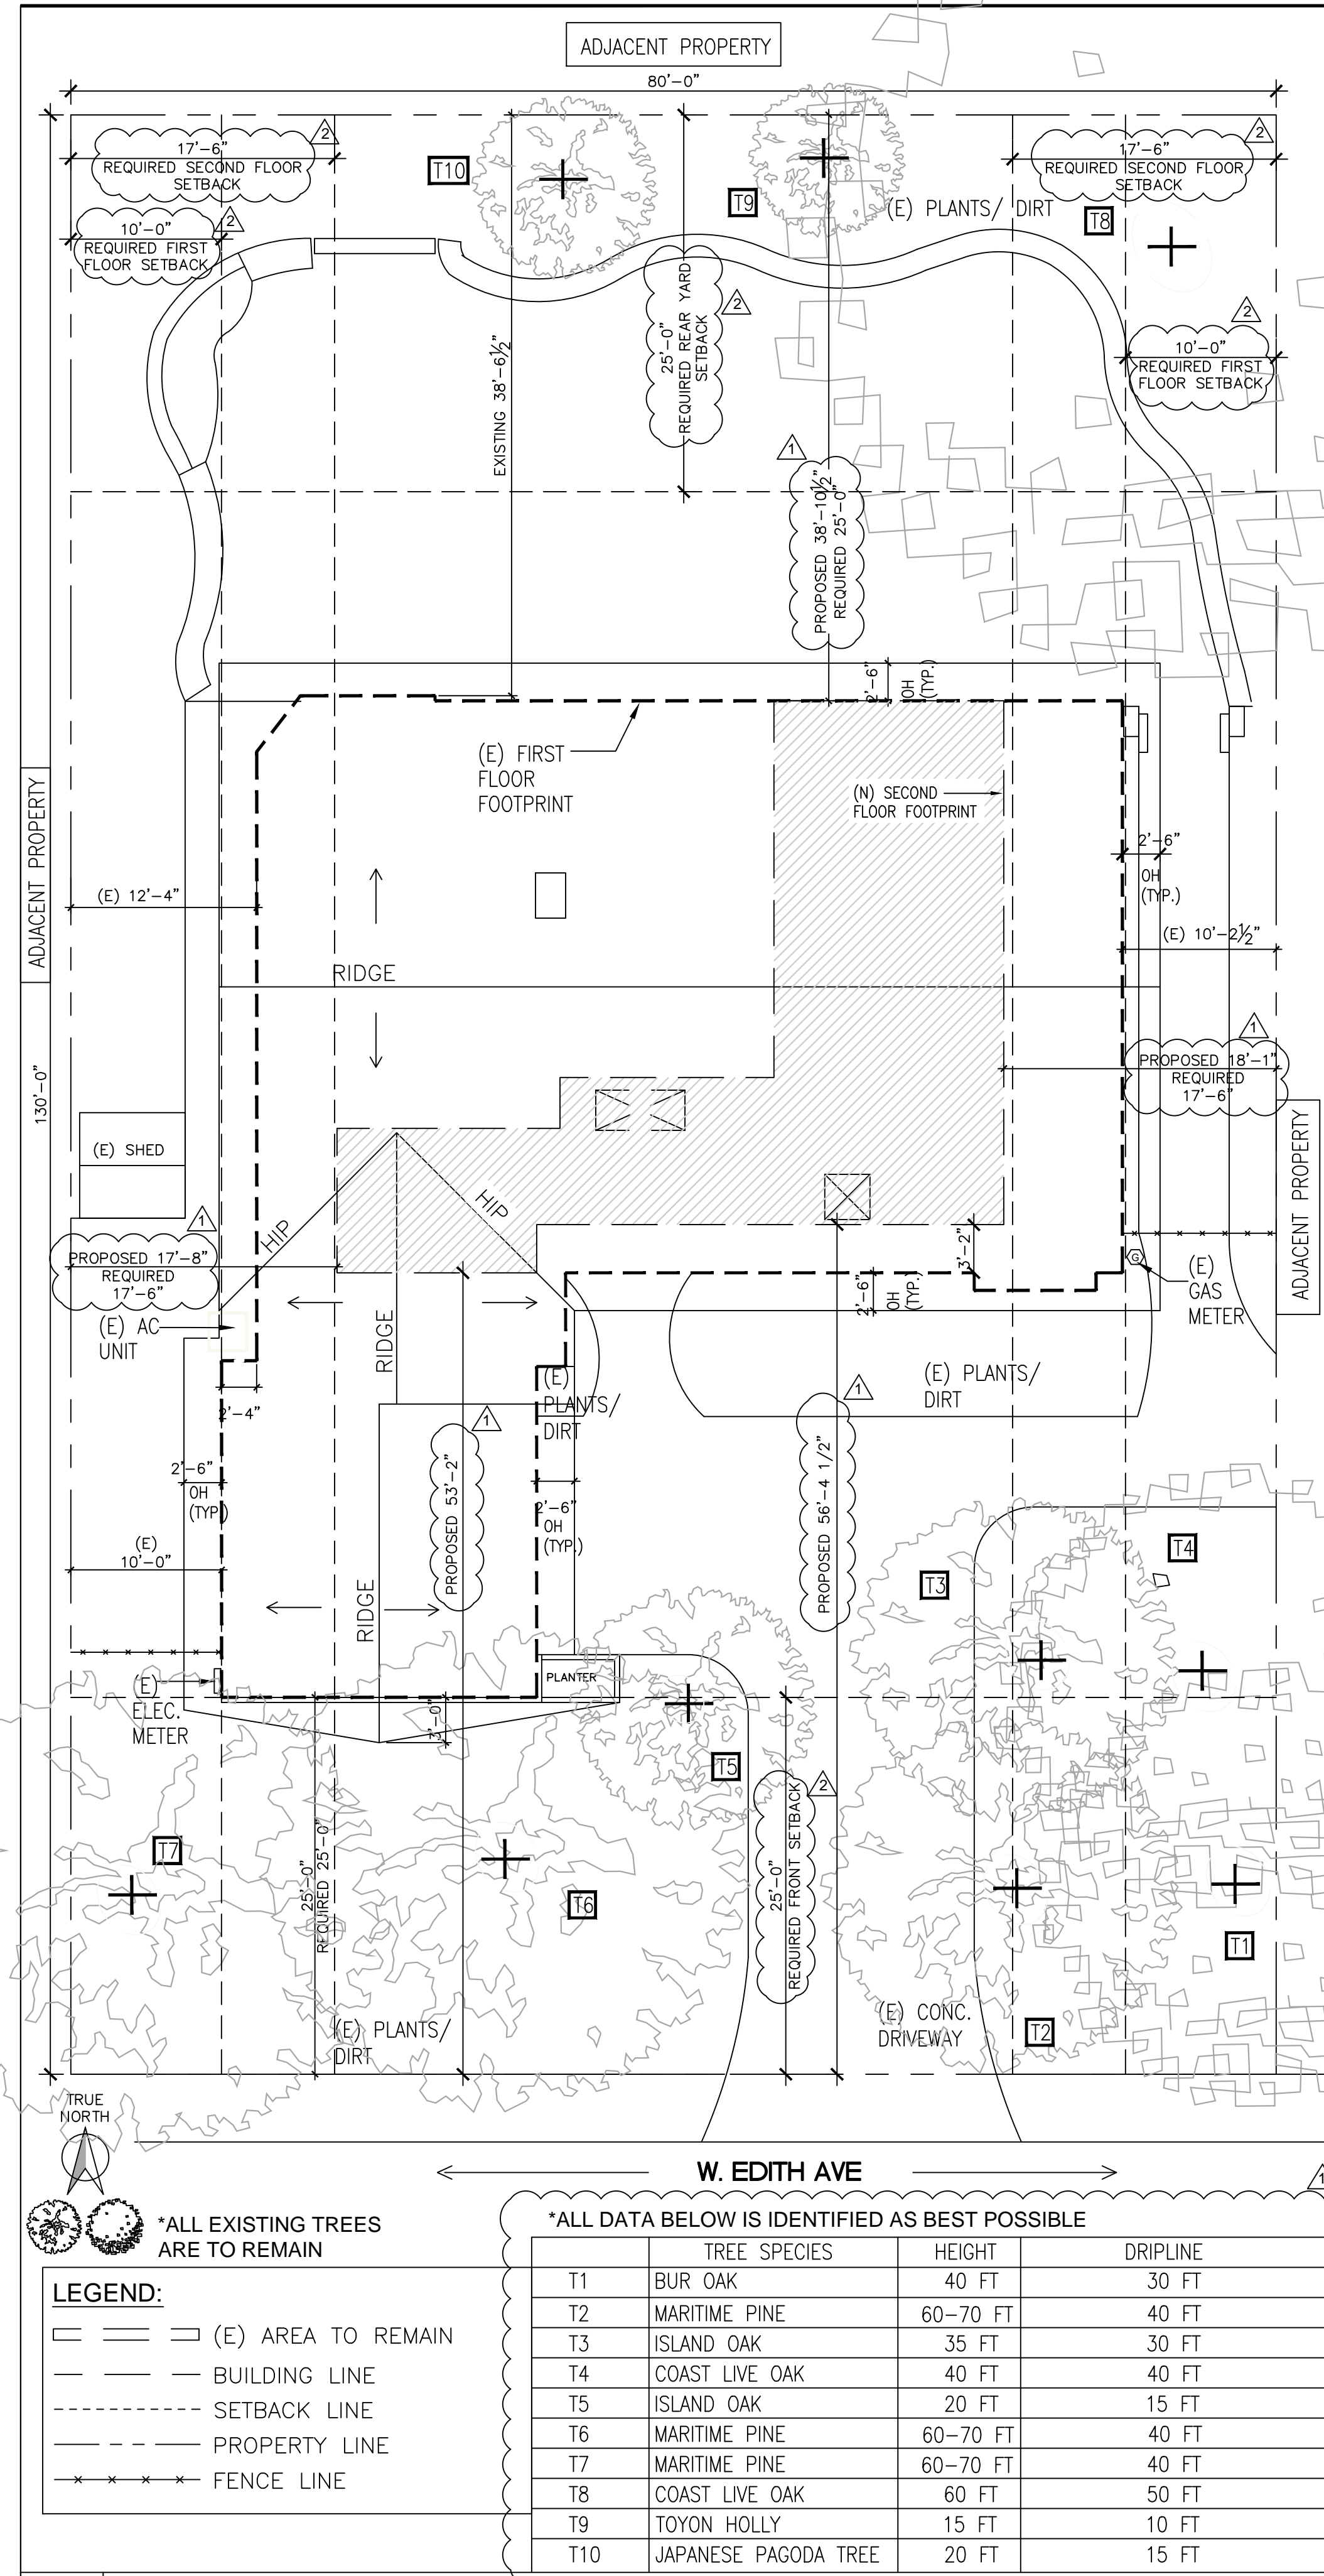 ADJACENT PROPERTY
80'-0"
17'-6"
REQUIRED SECOND FLOOR
SETBACK
2
10'-0"
REQUIRED FIRST
FLOOR SETBACK
2
T10
T9
(E) PLANTS/ DIRT
T8
17'-6"
REQUIRED SECOND FLOOR
SETBACK
2
10'-0"
REQUIRED FIRST
FLOOR SETBACK
2
EXISTING 38'-6½"
25'-0"
REQUIRED REAR YARD
SETBACK
2
1
PROPOSED 38'-10½"
REQUIRED 25'-0"
2'-6"
OH
(TYP.)
(E) FIRST
FLOOR
FOOTPRINT
(N) SECOND
FLOOR FOOTPRINT
ADJACENT PROPERTY
130'-0"
(E) 12'-4"
2'-6"
OH
(TYP.)
(E) 10'-2½"
RIDGE
1
PROPOSED 18'-1"
REQUIRED
17'-6"
ADJACENT PROPERTY
(E) SHED
HIP
HIP
1
PROPOSED 17'-8"
REQUIRED
17'-6"
(E) AC
UNIT
2'-4"
RIDGE
3'-2"
2'-6"
OH
(TYP.)
G
(E)
GAS
METER
(E)
PLANTS/
DIRT
(E) PLANTS/
DIRT
2'-6"
OH
(TYP.)
1
PROPOSED 53'-2"
2'-6"
OH
(TYP.)
1
PROPOSED 56'-4 1/2"
(E)
10'-0"
RIDGE
T3
T4
(E)
ELEC.
METER
PLANTER
3'-0"
T5
T7
T6
25'-0"
REQUIRED 25'-0"
25'-0"
REQUIRED FRONT SETBACK
2
T1
T2
(E) PLANTS/
DIRT
(E) CONC.
DRIVEWAY
TRUE
NORTH
W. EDITH AVE
1
*ALL EXISTING TREES
ARE TO REMAIN
LEGEND:
(E) AREA TO REMAIN
BUILDING LINE
SETBACK LINE
PROPERTY LINE
FENCE LINE
*ALL DATA BELOW IS IDENTIFIED AS BEST POSSIBLE
TREE SPECIES HEIGHT DRIPLINE
T1 BUR OAK 40 FT 30 FT
T2 MARITIME PINE 60-70 FT 40 FT
T3 ISLAND OAK 35 FT 30 FT
T4 COAST LIVE OAK 40 FT 40 FT
T5 ISLAND OAK 20 FT 15 FT
T6 MARITIME PINE 60-70 FT 40 FT
T7 MARITIME PINE 60-70 FT 40 FT
T8 COAST LIVE OAK 60 FT 50 FT
T9 TOYON HOLLY 15 FT 10 FT
T10 JAPANESE PAGODA TREE 20 FT 15 FT